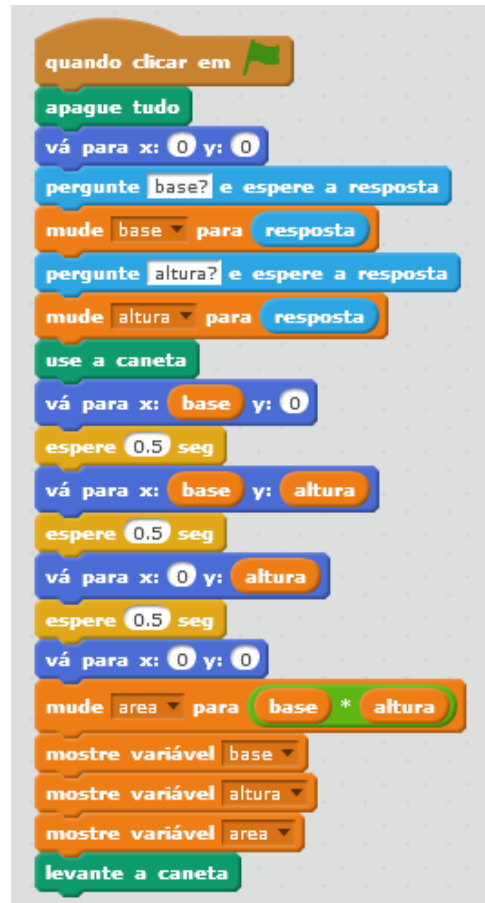 quando clicar em
apague tudo
vá para x: 0 y: 0
pergunte base? e espere a resposta
mude base para resposta
pergunte altura? e espere a resposta
mude altura para resposta
use a caneta
vá para x: base y: 0
espere 0.5 seg
vá para x: base y: altura
espere 0.5 seg
vá para x: 0 y: altura
espere 0.5 seg
vá para x: 0 y: 0
mude area para base * altura
mostre variável base
mostre variável altura
mostre variável area
levante a caneta